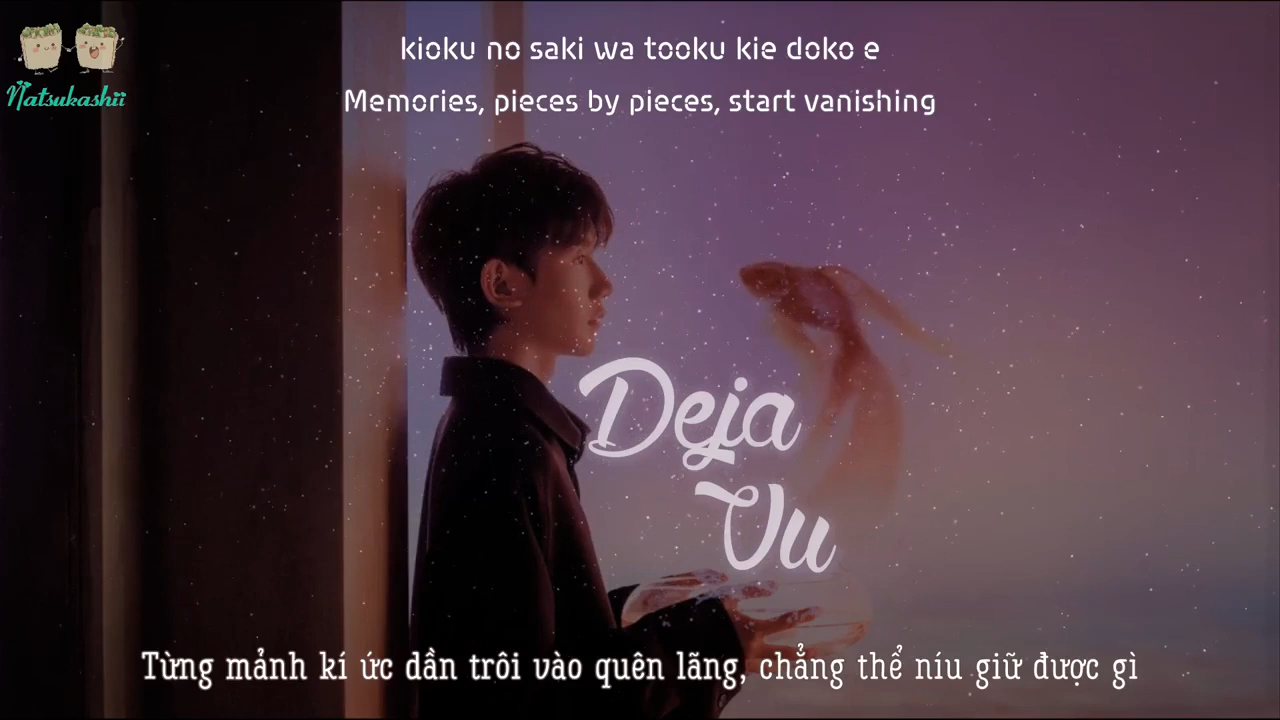 Natsukashii
kioku no saki wa tooku kie doko e
Memories, pieces by pieces, start vanishing
Deja
Vu
Từng mảnh kí ức dần trôi vào quên lãng, chẳng thể níu giữ được gì